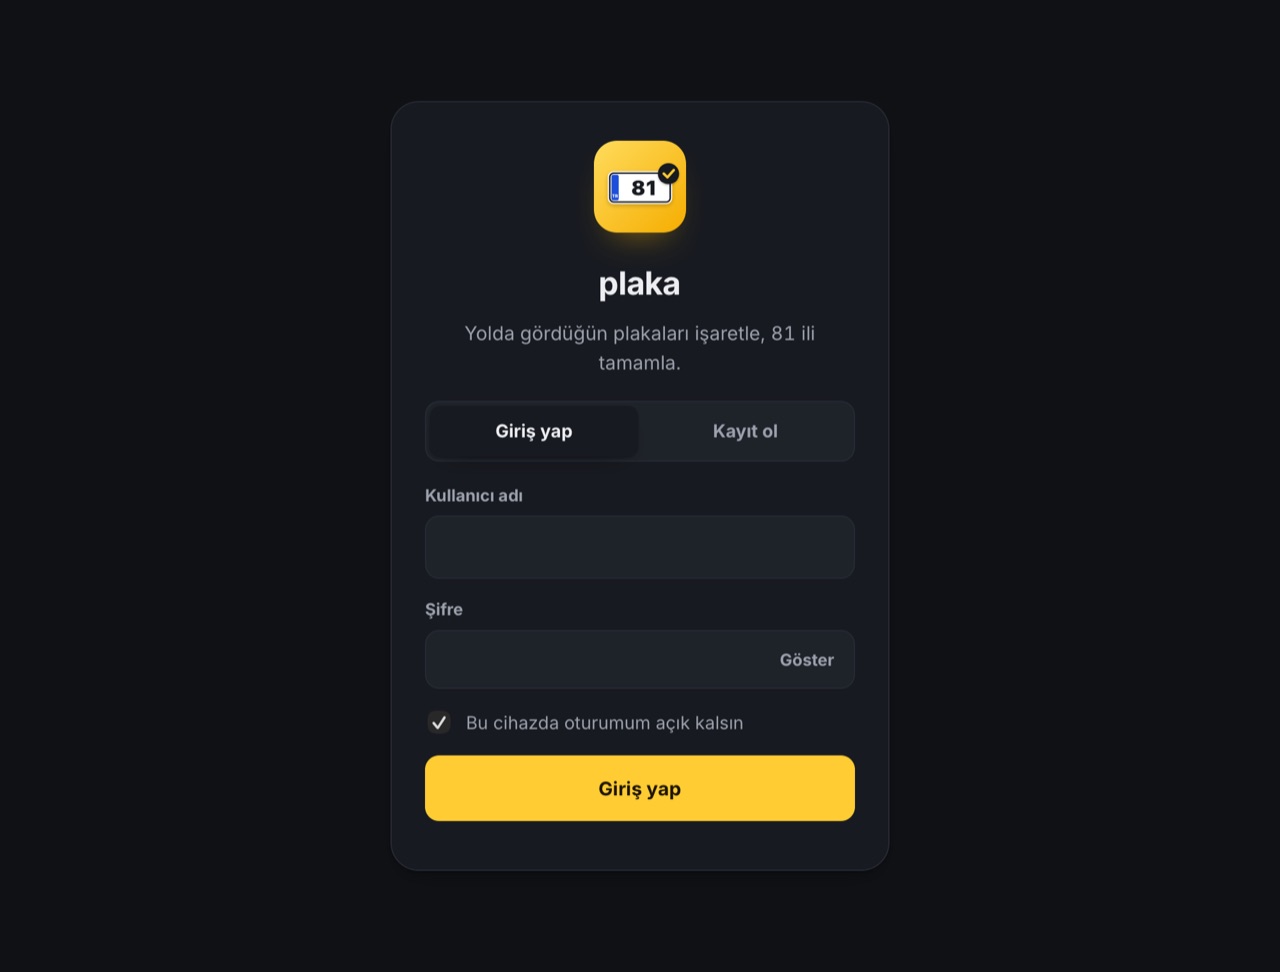 81
plaka
Yolda gördüğün plakaları işaretle, 81 ili
tamamla.
Giriş yap
Kayıt ol
Kullanıcı adı
Şifre
Göster
Bu cihazda oturumum açık kalsın
Giriş yap